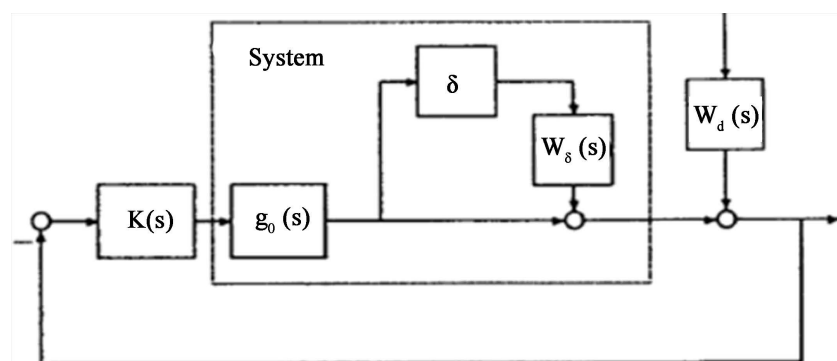 System
δ
W_d (s)
W_δ (s)
K(s)
g_0 (s)
−